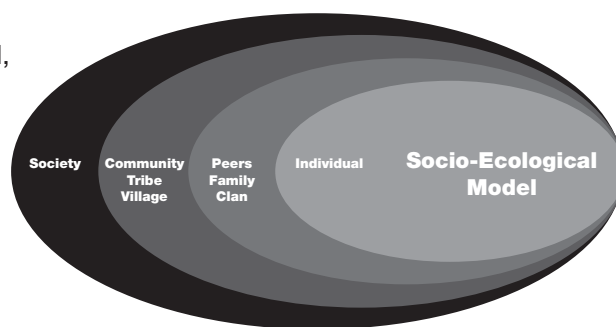 l,
Society
Community
Tribe
Village
Peers
Family
Clan
Individual
Socio-Ecological
Model